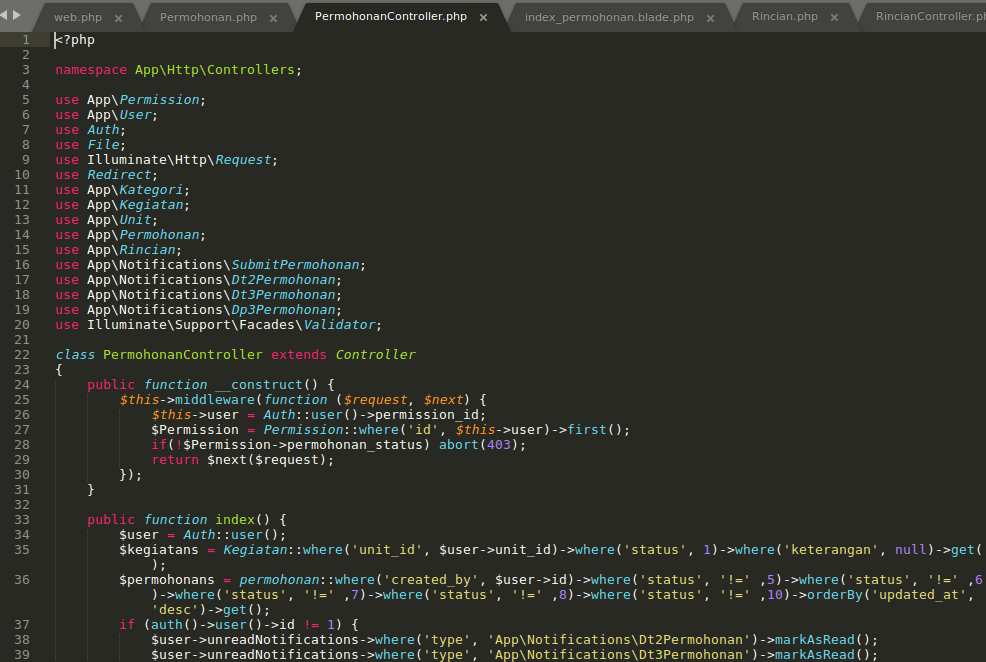 web.php × Permohonan.php × PermohonanController.php × index_permohonan.blade.php × Rincian.php × RincianController.ph
1 <?php
2
3 namespace App\Http\Controllers;
4
5 use App\Permission;
6 use App\User;
7 use Auth;
8 use File;
9 use Illuminate\Http\Request;
10 use Redirect;
11 use App\Kategori;
12 use App\Kegiatan;
13 use App\Unit;
14 use App\Permohonan;
15 use App\Rincian;
16 use App\Notifications\SubmitPermohonan;
17 use App\Notifications\Dt2Permohonan;
18 use App\Notifications\Dt3Permohonan;
19 use App\Notifications\Dp3Permohonan;
20 use Illuminate\Support\Facades\Validator;
21
22 class PermohonanController extends Controller
23 {
24     public function __construct() {
25         $this->middleware(function ($request, $next) {
26             $this->user = Auth::user()->permission_id;
27             $Permission = Permission::where('id', $this->user)->first();
28             if(!$Permission->permohonan_status) abort(403);
29             return $next($request);
30         });
31     }
32
33     public function index() {
34         $user = Auth::user();
35         $kegiatans = Kegiatan::where('unit_id', $user->unit_id)->where('status', 1)->where('keterangan', null)->get(
            );
36         $permohonans = permohonan::where('created_by', $user->id)->where('status', '!=' ,5)->where('status', '!=' ,6
            )->where('status', '!=' ,7)->where('status', '!=' ,8)->where('status', '!=' ,10)->orderBy('updated_at',
            'desc')->get();
37         if (auth()->user()->id != 1) {
38             $user->unreadNotifications->where('type', 'App\Notifications\Dt2Permohonan')->markAsRead();
39             $user->unreadNotifications->where('type', 'App\Notifications\Dt3Permohonan')->markAsRead();